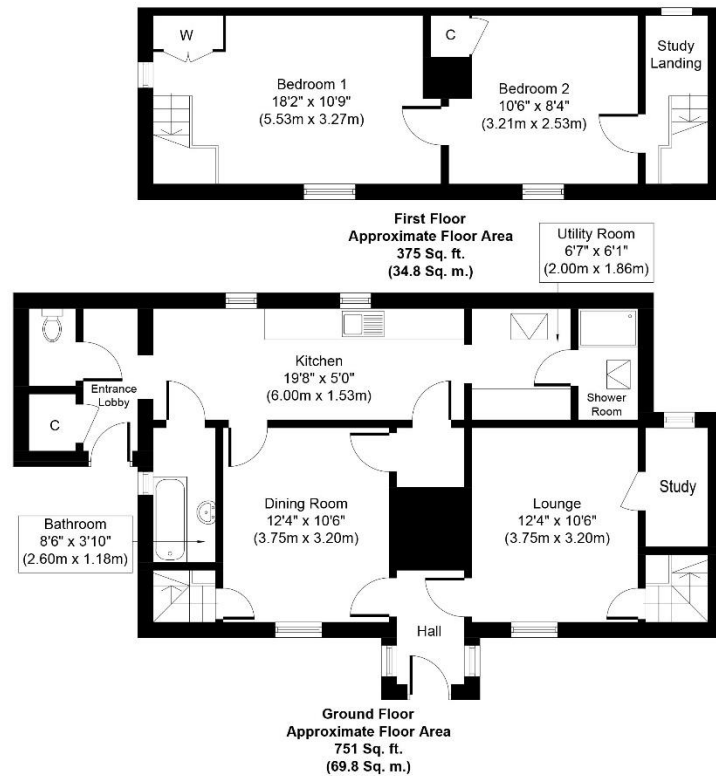 W
C
Study
Landing
Bedroom 1
18'2" x 10'9"
(5.53m x 3.27m)
Bedroom 2
10'6" x 8'4"
(3.21m x 2.53m)
First Floor
Approximate Floor Area
375 Sq. ft.
(34.8 Sq. m.)
Utility Room
6'7" x 6'1"
(2.00m x 1.86m)
Kitchen
19'8" x 5'0"
(6.00m x 1.53m)
Entrance
Lobby
Shower
Room
C
Bathroom
8'6" x 3'10"
(2.60m x 1.18m)
Dining Room
12'4" x 10'6"
(3.75m x 3.20m)
Lounge
12'4" x 10'6"
(3.75m x 3.20m)
Study
Hall
Ground Floor
Approximate Floor Area
751 Sq. ft.
(69.8 Sq. m.)